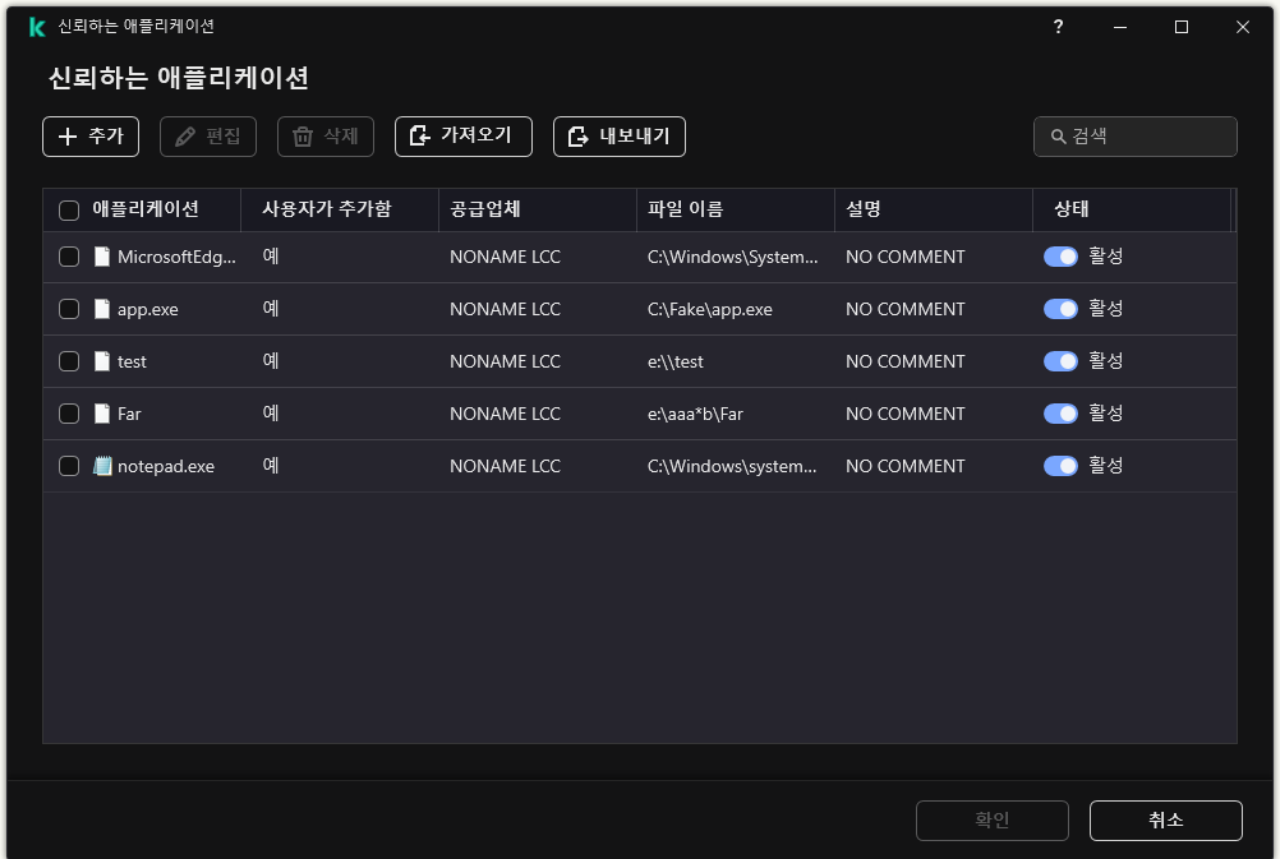 신뢰하는 애플리케이션
신뢰하는 애플리케이션
추가 편집 삭제 가져오기 내보내기 검색
애플리케이션 사용자가 추가함 공급업체 파일 이름 설명 상태
MicrosoftEdg... 예 NONAME LCC C:\Windows\System... NO COMMENT 활성
app.exe 예 NONAME LCC C:\Fake\app.exe NO COMMENT 활성
test 예 NONAME LCC e:\\test NO COMMENT 활성
Far 예 NONAME LCC e:\aaa*b\Far NO COMMENT 활성
notepad.exe 예 NONAME LCC C:\Windows\system... NO COMMENT 활성
확인 취소